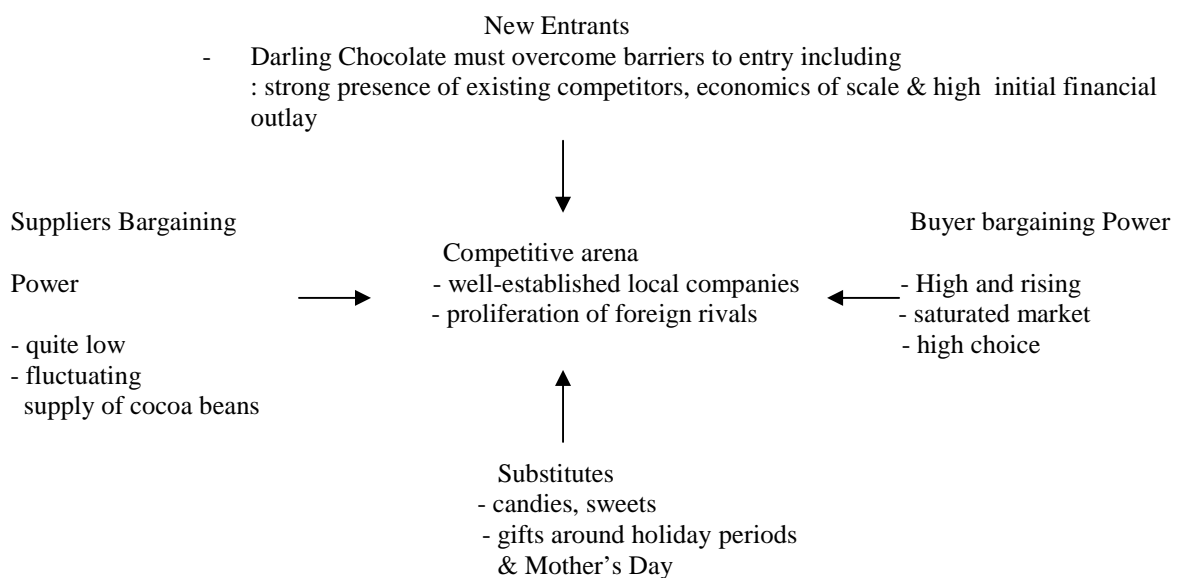 New Entrants
- Darling Chocolate must overcome barriers to entry including
: strong presence of existing competitors, economics of scale & high initial financial
outlay
Suppliers Bargaining
Power
- quite low
- fluctuating
supply of cocoa beans
Competitive arena
- well-established local companies
- proliferation of foreign rivals
Buyer bargaining Power
- High and rising
- saturated market
- high choice
Substitutes
- candies, sweets
- gifts around holiday periods
& Mother’s Day